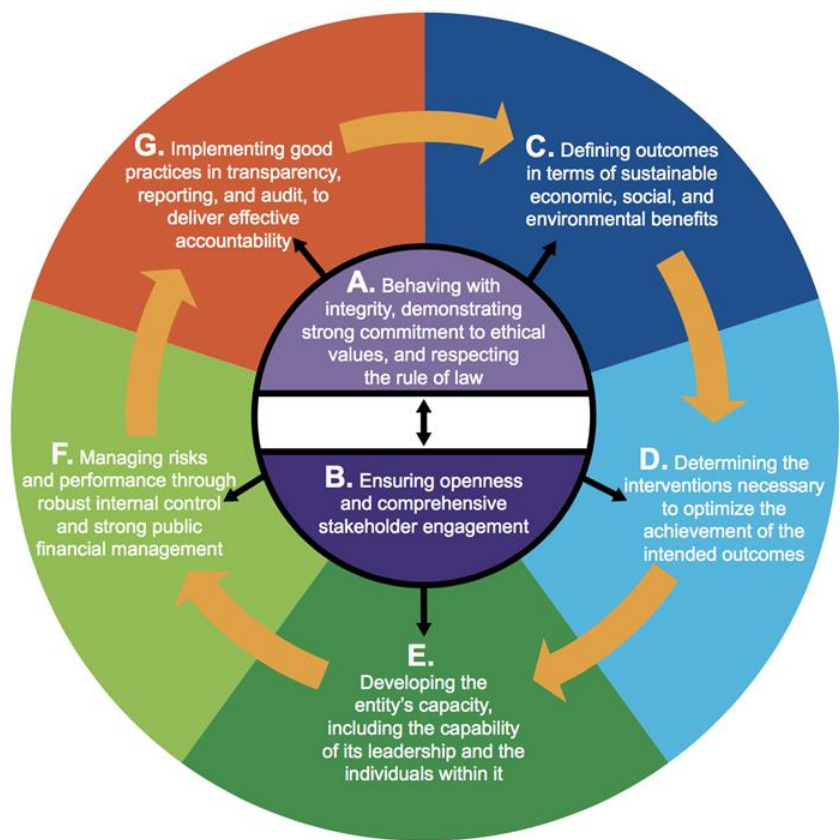 A. Behaving with
integrity, demonstrating
strong commitment to ethical
values, and respecting
the rule of law
B. Ensuring openness
and comprehensive
stakeholder engagement
C. Defining outcomes
in terms of sustainable
economic, social, and
environmental benefits
D. Determining the
interventions necessary
to optimize the
achievement of the
intended outcomes
E.
Developing the
entity's capacity,
including the capability
of its leadership and the
individuals within it
F. Managing risks
and performance through
robust internal control
and strong public
financial management
G. Implementing good
practices in transparency,
reporting, and audit, to
deliver effective
accountability